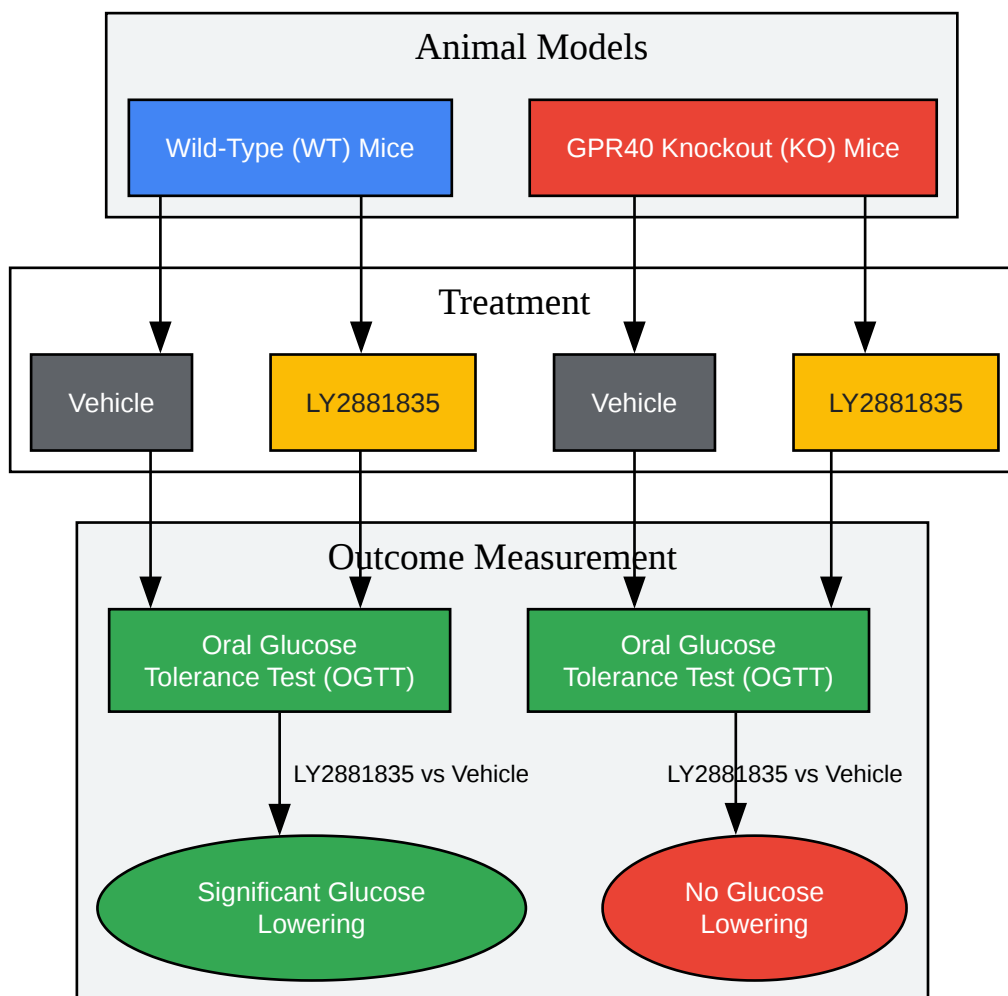 Animal Models
Wild-Type (WT) Mice
GPR40 Knockout (KO) Mice
Treatment
Vehicle
LY2881835
Vehicle
LY2881835
Outcome Measurement
Oral Glucose
Tolerance Test (OGTT)
Oral Glucose
Tolerance Test (OGTT)
LY2881835 vs Vehicle
LY2881835 vs Vehicle
Significant Glucose
Lowering
No Glucose
Lowering